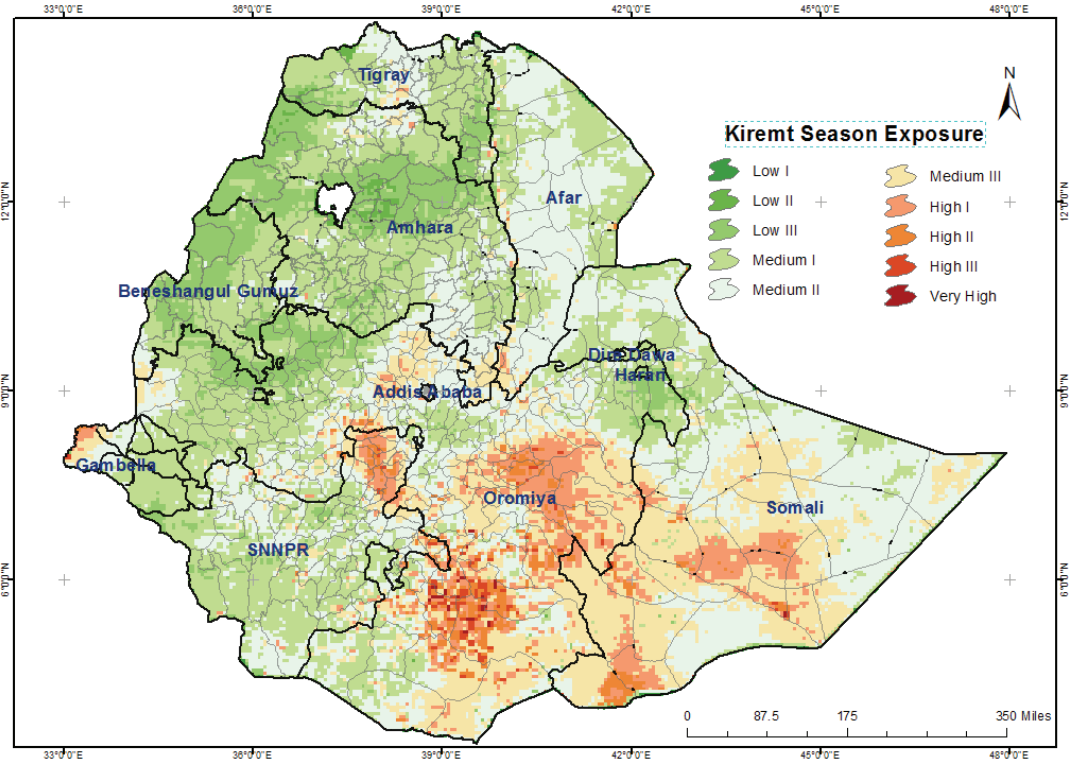 33°0'0"E 36°0'0"E 39°0'0"E 42°0'0"E 45°0'0"E 48°0'0"E
N
Kiremt Season Exposure
Low I
Low II
Low III
Medium I
Medium II
Medium III
High I
High II
High III
Very High
12°0'0"N
12°0'0"N
9°0'0"N
9°0'0"N
6°0'0"N
6°0'0"N
Tigray
Afar
Amhara
Beneshangul Gumuz
Dire Dawa
Harari
Addis Ababa
Gambella
Oromiya
Somali
SNNPR
0 87.5 175 350 Miles
33°0'0"E 36°0'0"E 39°0'0"E 42°0'0"E 45°0'0"E 48°0'0"E